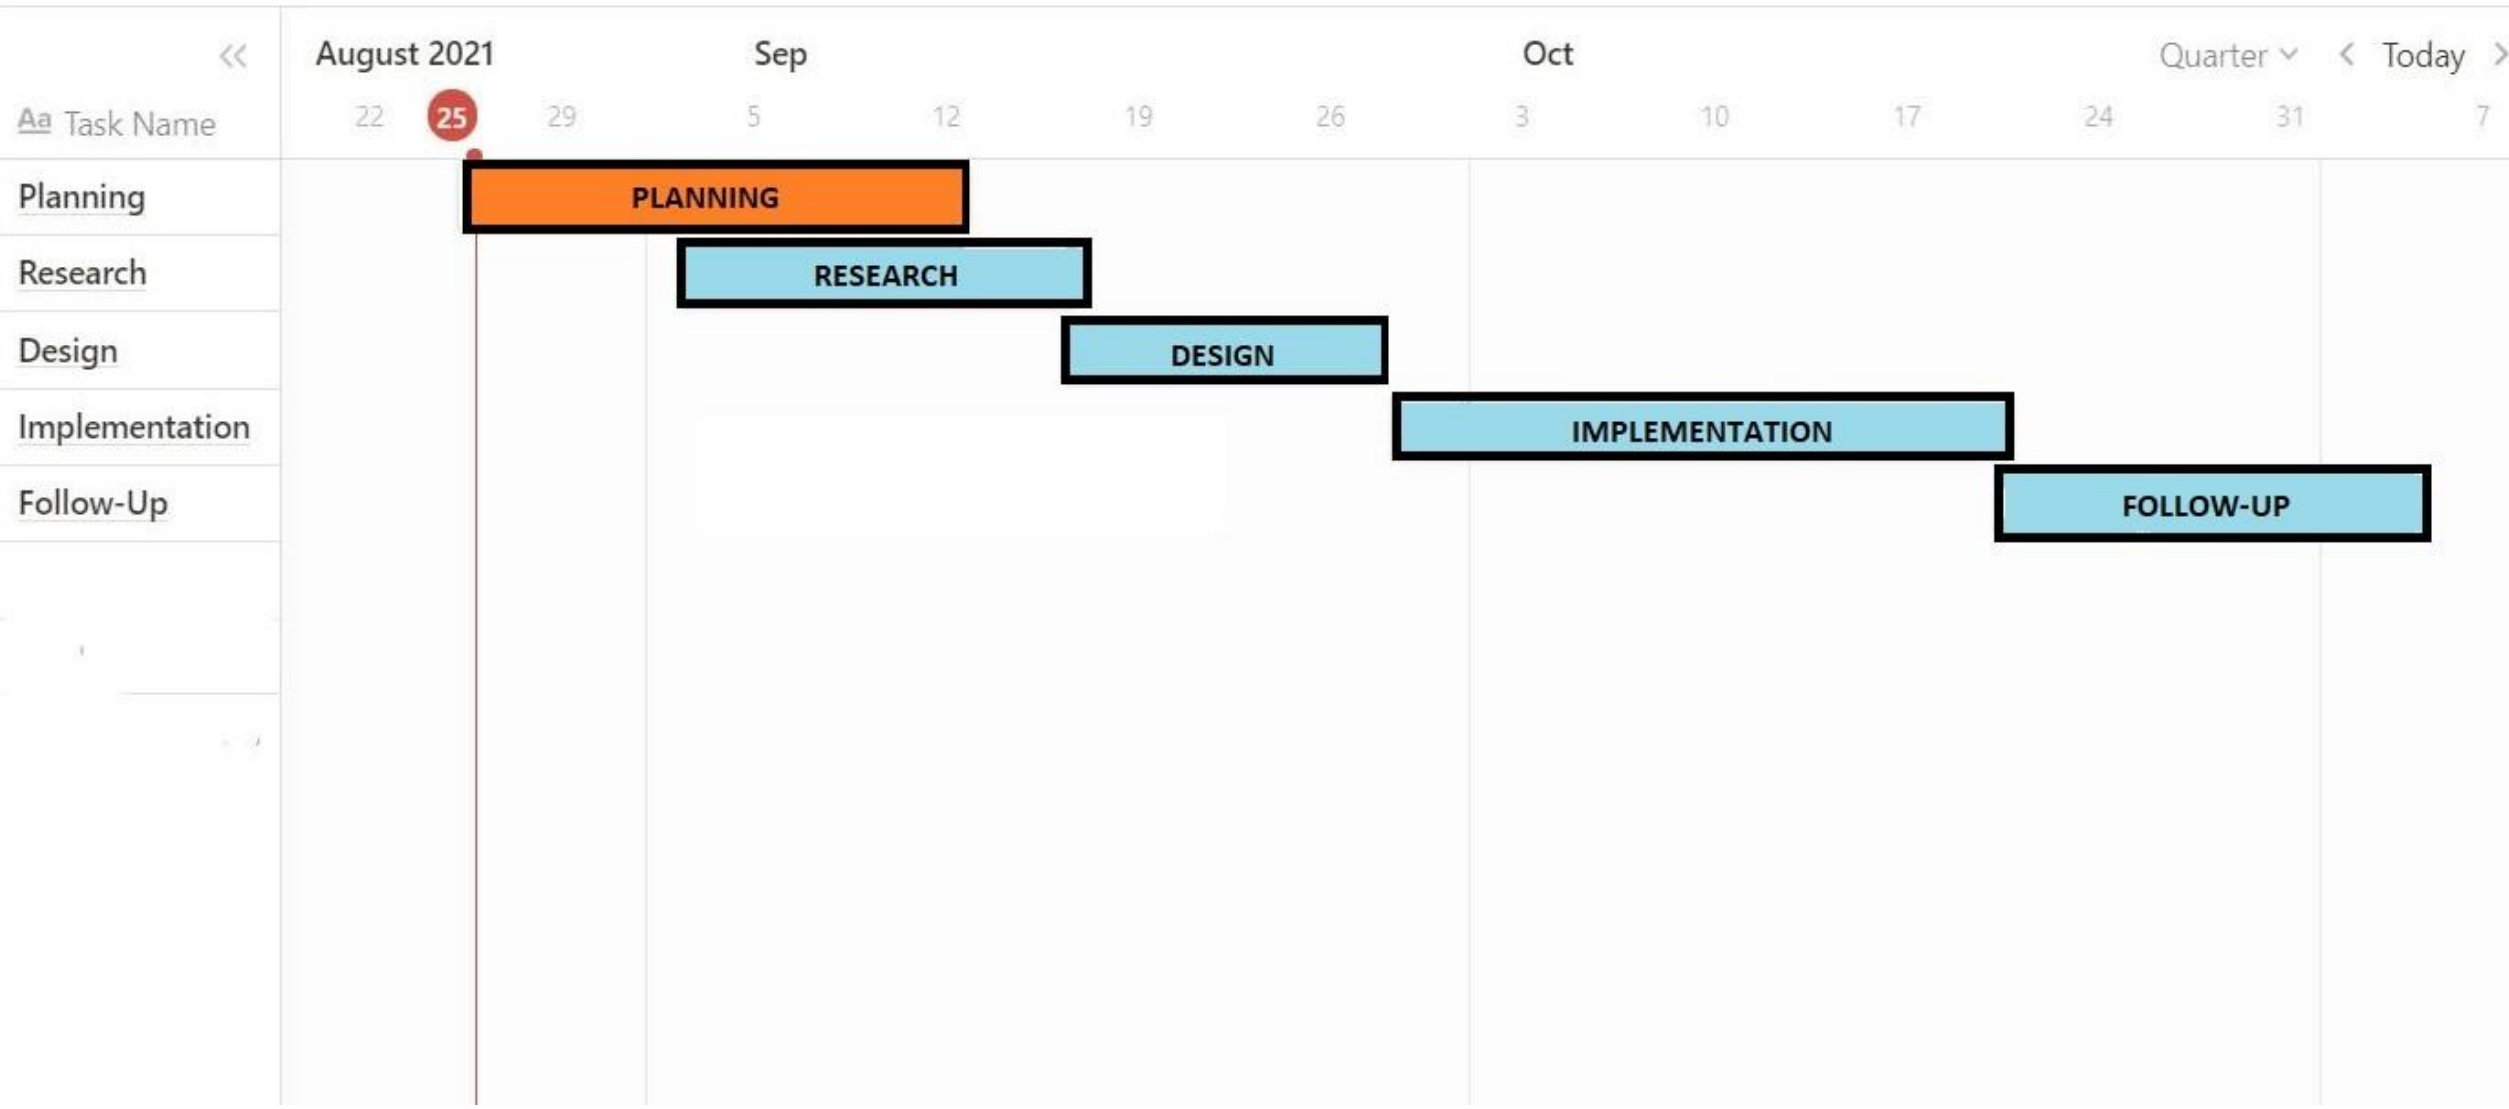 August 2021 Sep Oct Quarter Today
Aa Task Name 22 25 29 5 12 19 26 3 10 17 24 31 7
Planning PLANNING
Research RESEARCH
Design DESIGN
Implementation IMPLEMENTATION
Follow-Up FOLLOW-UP